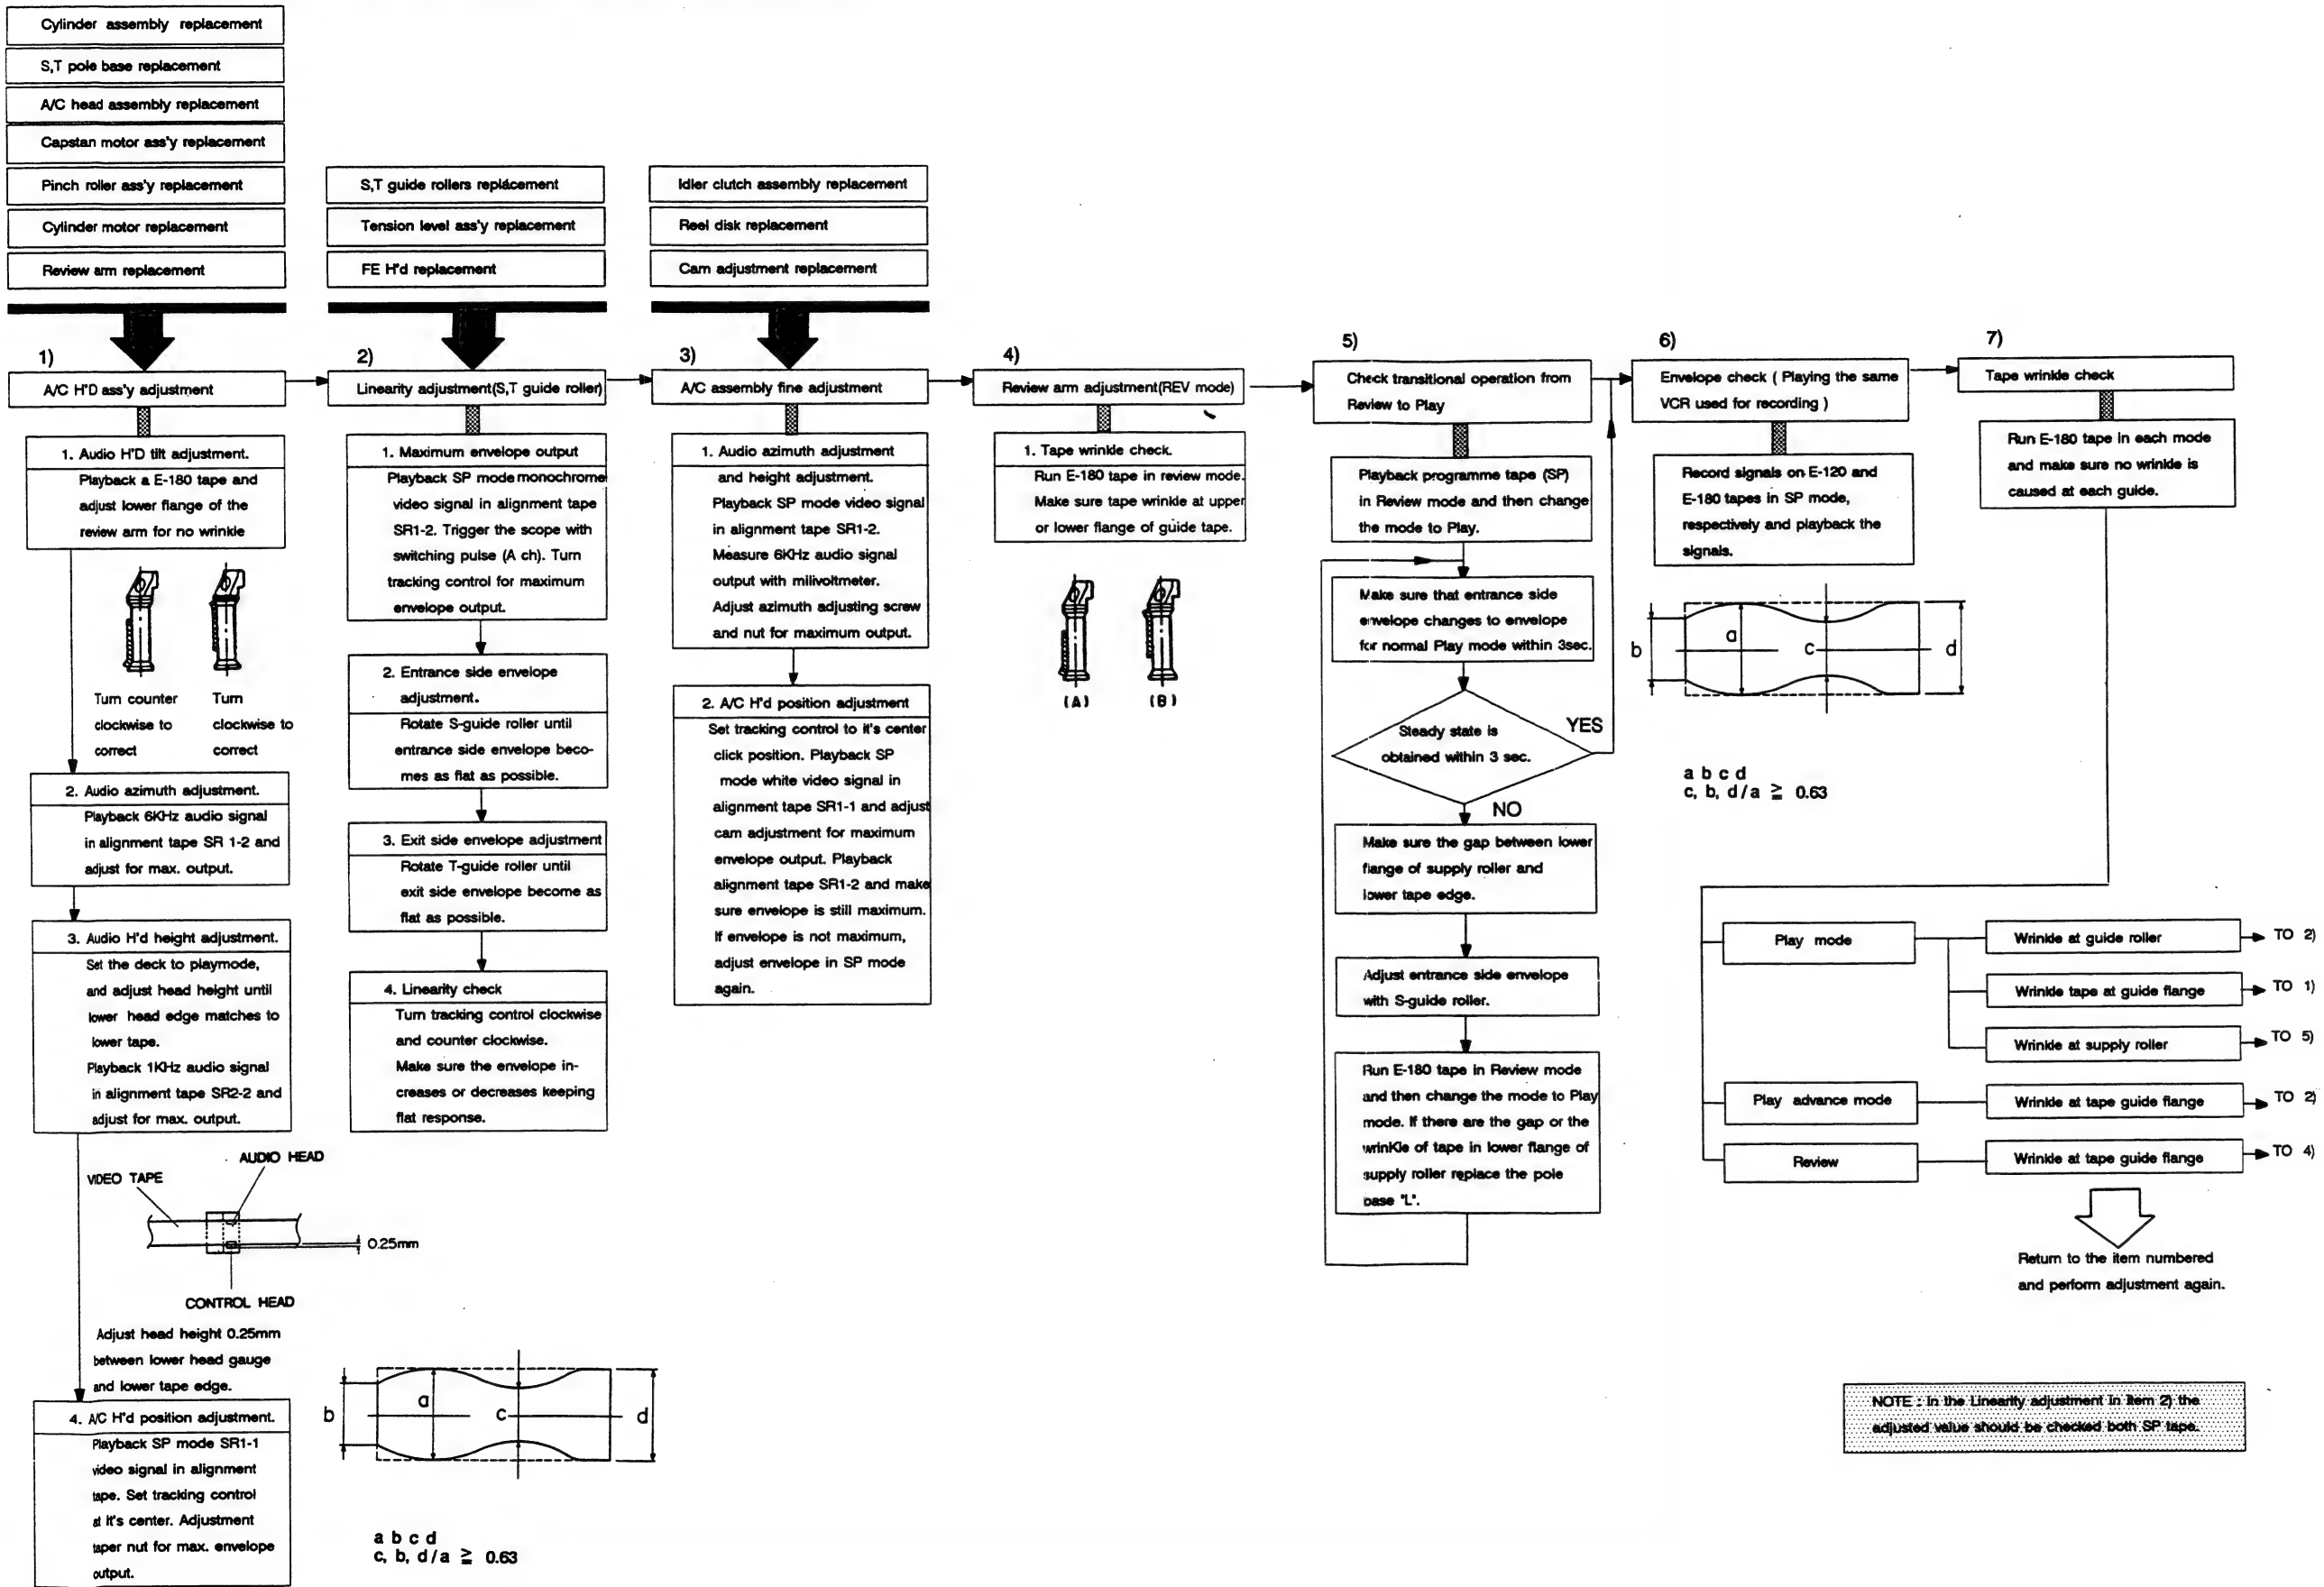 Cylinder assembly replacement
S,T pole base replacement
A/C head assembly replacement
Capstan motor ass'y replacement
Pinch roller ass'y replacement
Cylinder motor replacement
Review arm replacement
S,T guide rollers replacement
Tension level ass'y replacement
FE H'd replacement
Idler clutch assembly replacement
Reel disk replacement
Cam adjustment replacement
1)
A/C H'D ass'y adjustment
1. Audio H'D tilt adjustment.
Playback a E-180 tape and
adjust lower flange of the
review arm for no wrinkle
Turn counter
clockwise to
correct
Turn
clockwise to
correct
2. Audio azimuth adjustment.
Playback 6KHz audio signal
in alignment tape SR 1-2 and
adjust for max. output.
3. Audio H'd height adjustment.
Set the deck to playmode,
and adjust head height until
lower head edge matches to
lower tape.
Playback 1KHz audio signal
in alignment tape SR2-2 and
adjust for max. output.
AUDIO HEAD
VIDEO TAPE
0.25mm
CONTROL HEAD
Adjust head height 0.25mm
between lower head gauge
and lower tape edge.
4. A/C H'd position adjustment.
Playback SP mode SR1-1
video signal in alignment
tape. Set tracking control
at it's center. Adjustment
taper nut for max. envelope
output.
2)
Linearity adjustment(S,T guide roller)
1. Maximum envelope output
Playback SP mode monochrome
video signal in alignment tape
SR1-2. Trigger the scope with
switching pulse (A ch). Turn
tracking control for maximum
envelope output.
2. Entrance side envelope
adjustment.
Rotate S-guide roller until
entrance side envelope beco-
mes as flat as possible.
3. Exit side envelope adjustment
Rotate T-guide roller until
exit side envelope become as
flat as possible.
4. Linearity check
Turn tracking control clockwise
and counter clockwise.
Make sure the envelope in-
creases or decreases keeping
flat response.
b
a
c
d
a b c d
c, b, d/a ≧ 0.63
3)
A/C assembly fine adjustment
1. Audio azimuth adjustment
and height adjustment.
Playback SP mode video signal
in alignment tape SR1-2.
Measure 6KHz audio signal
output with milivoltmeter.
Adjust azimuth adjusting screw
and nut for maximum output.
2. A/C H'd position adjustment
Set tracking control to it's center
click position. Playback SP
mode white video signal in
alignment tape SR1-1 and adjust
cam adjustment for maximum
envelope output. Playback
alignment tape SR1-2 and make
sure envelope is still maximum.
If envelope is not maximum,
adjust envelope in SP mode
again.
4)
Review arm adjustment(REV mode)
1. Tape wrinkle check.
Run E-180 tape in review mode.
Make sure tape wrinkle at upper
or lower flange of guide tape.
(A)
(B)
5)
Check transitional operation from
Review to Play
Playback programme tape (SP)
in Review mode and then change
the mode to Play.
Make sure that entrance side
envelope changes to envelope
for normal Play mode within 3sec.
Steady state is
obtained within 3 sec.
YES
NO
Make sure the gap between lower
flange of supply roller and
lower tape edge.
Adjust entrance side envelope
with S-guide roller.
Run E-180 tape in Review mode
and then change the mode to Play
mode. If there are the gap or the
wrinKle of tape in lower flange of
supply roller replace the pole
base "L".
6)
Envelope check ( Playing the same
VCR used for recording )
Record signals on E-120 and
E-180 tapes in SP mode,
respectively and playback the
signals.
b
a
c
d
a b c d
c, b, d/a ≧ 0.63
7)
Tape wrinkle check
Run E-180 tape in each mode
and make sure no wrinkle is
caused at each guide.
Play mode
Wrinkle at guide roller
TO 2)
Wrinkle tape at guide flange
TO 1)
Wrinkle at supply roller
TO 5)
Play advance mode
Wrinkle at tape guide flange
TO 2)
Review
Wrinkle at tape guide flange
TO 4)
Return to the item numbered
and perform adjustment again.
NOTE : In the Linearity adjustment in item 2) the
adjusted value should be checked both SP tape.